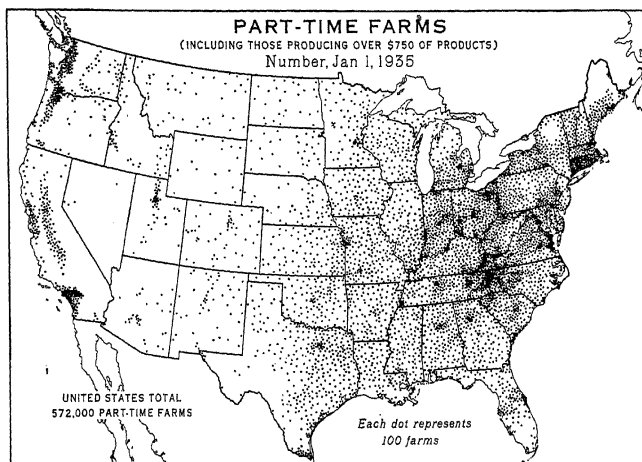 PART-TIME FARMS
(INCLUDING THOSE PRODUCING OVER $750 OF PRODUCTS)
Number, Jan 1, 1935
UNITED STATES TOTAL
572,000 PART-TIME FARMS
Each dot represents
100 farms